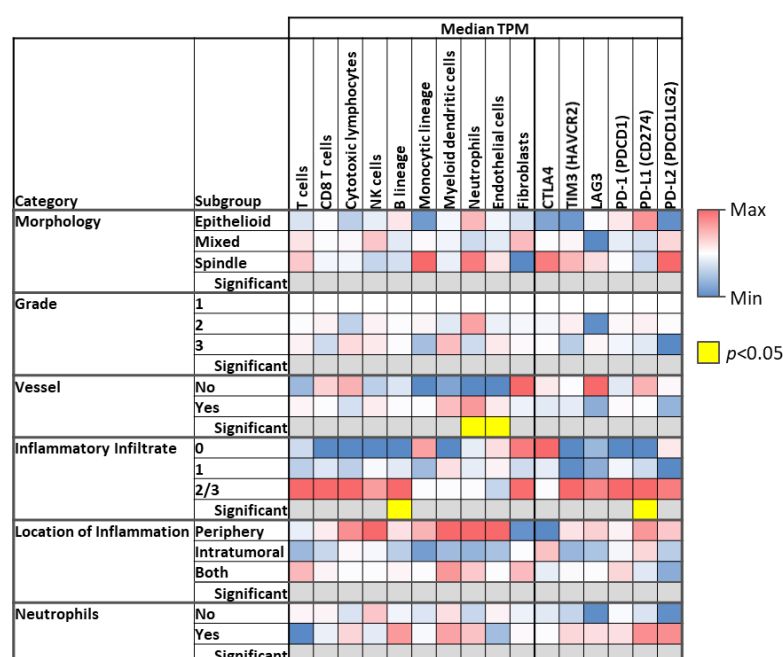 Median TPM
Category
Subgroup
T cells
CD8 T cells
Cytotoxic lymphocytes
NK cells
B lineage
Monocytic lineage
Myeloid dendritic cells
Neutrophils
Endothelial cells
Fibroblasts
CTLA4
TIM3 (HAVCR2)
LAG3
PD-1 (PDCD1)
PD-L1 (CD274)
PD-L2 (PDCD1LG2)
Morphology Epithelioid
Mixed
Spindle
Significant
Grade 1
2
3
Significant
Vessel No
Yes
Significant
Inflammatory Infiltrate 0
1
2/3
Significant
Location of Inflammation Periphery
Intratumoral
Both
Significant
Neutrophils No
Yes
Significant
Max
Min
p<0.05